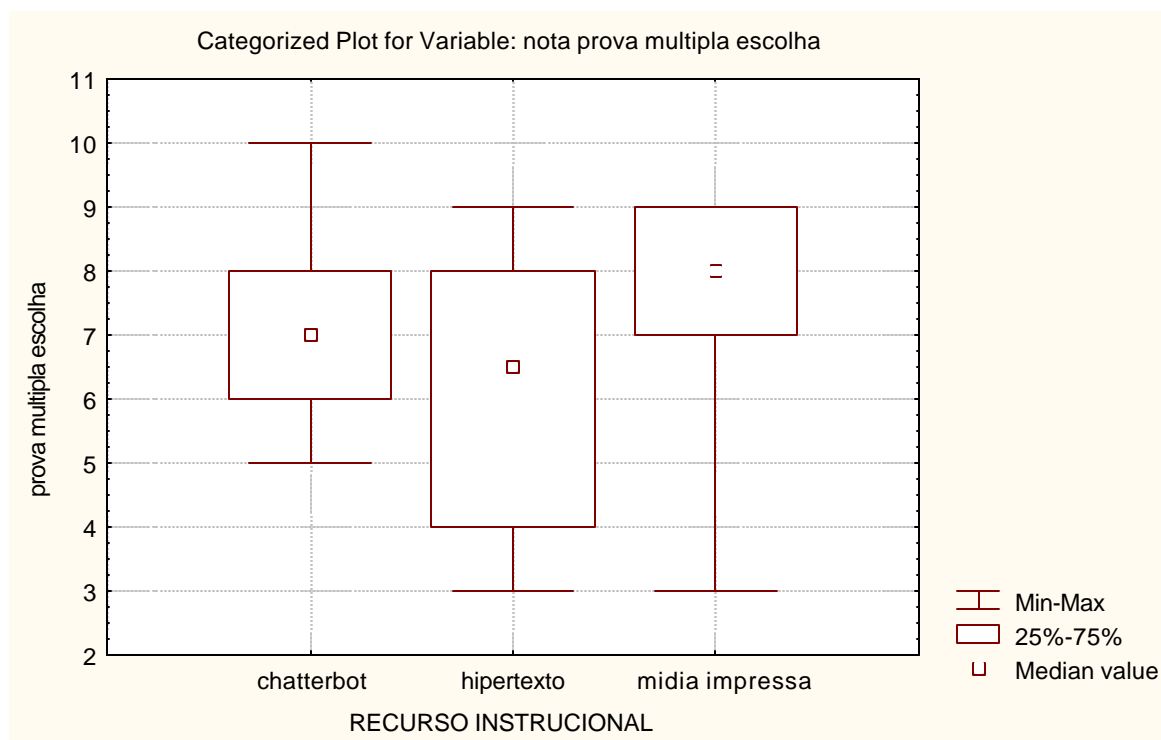 Categorized Plot for Variable: nota prova multipla escolha
prova multipla escolha
11
10
9
8
7
6
5
4
3
2
chatterbot
hipertexto
midia impressa
RECURSO INSTRUCIONAL
Min-Max
25%-75%
Median value